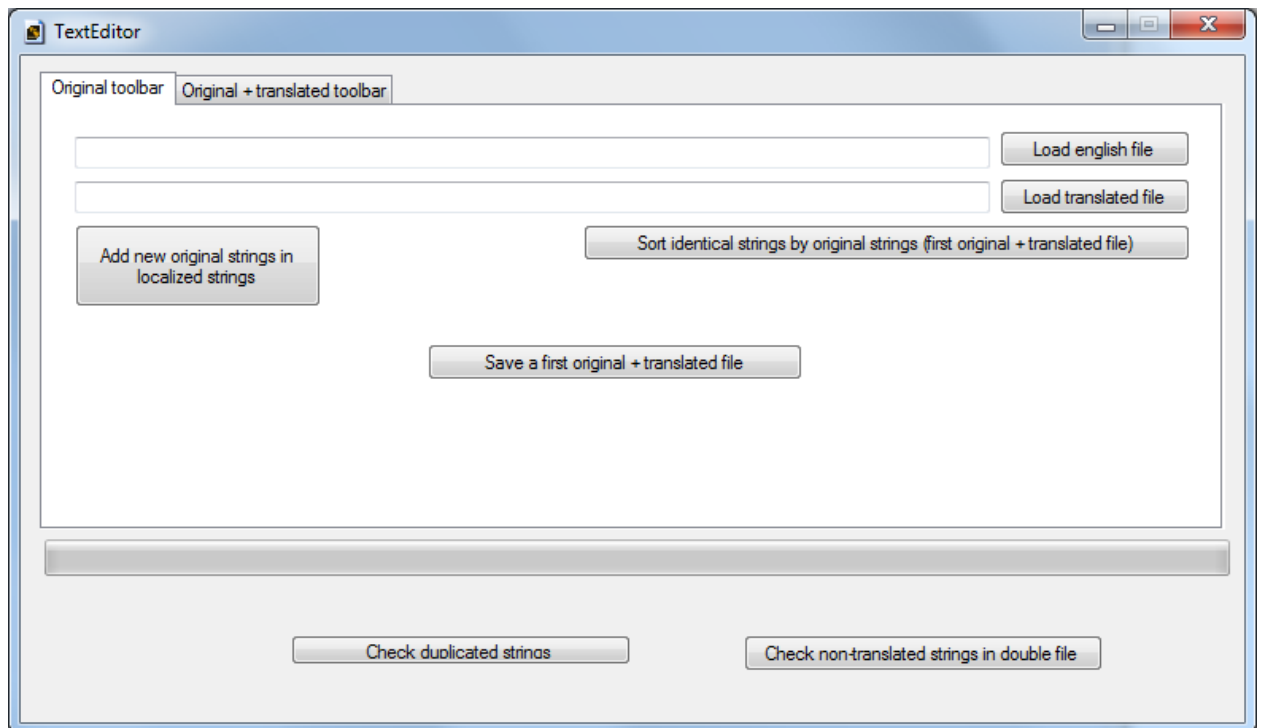 TextEditor
Original toolbar
Original + translated toolbar
Load english file
Load translated file
Add new original strings in
localized strings
Sort identical strings by original strings (first original + translated file)
Save a first original + translated file
Check duplicated strings
Check non-translated strings in double file